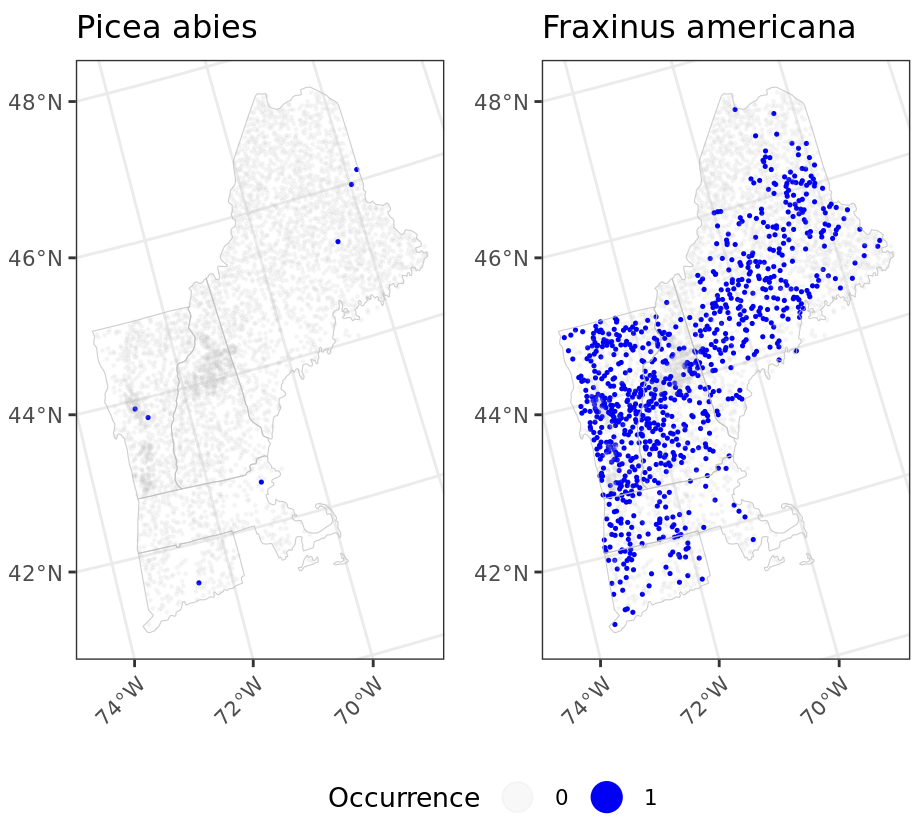 Picea abies
Fraxinus americana
48°N
46°N
44°N
42°N
74°W
72°W
70°W
48°N
46°N
44°N
42°N
74°W
72°W
70°W
Occurrence 0 1